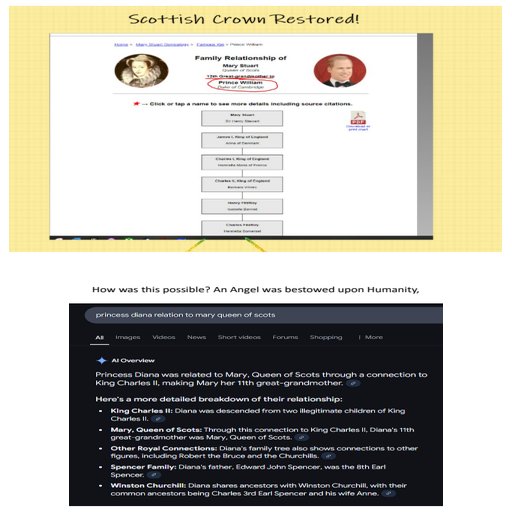 Scottish Crown Restored!
Home > Mary Stuart Genealogy > Famous Kin > Prince William
Family Relationship of
Mary Stuart
Queen of Scots
12th Great-grandmother to
Prince William
Duke of Cambridge
→ Click or tap a name to see more details including source citations.
PDF
Download or
print chart
Mary Stuart
Sir Henry Stewart
James I, King of England
Anne of Denmark
Charles I, King of England
Henrietta Maria of France
Charles II, King of England
Barbara Villiers
Henry FitzRoy
Isabella Bennet
Charles FitzRoy
Henrietta Somerset
How was this possible? An Angel was bestowed upon Humanity,
princess diana relation to mary queen of scots
All Images Videos News Short videos Forums Shopping More
AI Overview
Princess Diana was related to Mary, Queen of Scots through a connection to
King Charles II, making Mary her 11th great-grandmother.
Here's a more detailed breakdown of their relationship:
• King Charles II: Diana was descended from two illegitimate children of King
Charles II.
• Mary, Queen of Scots: Through this connection to King Charles II, Diana's 11th
great-grandmother was Mary, Queen of Scots.
• Other Royal Connections: Diana's family tree also shows connections to other
figures, including Robert the Bruce and the Churchills.
• Spencer Family: Diana's father, Edward John Spencer, was the 8th Earl
Spencer.
• Winston Churchill: Diana shares ancestors with Winston Churchill, with their
common ancestors being Charles 3rd Earl Spencer and his wife Anne.